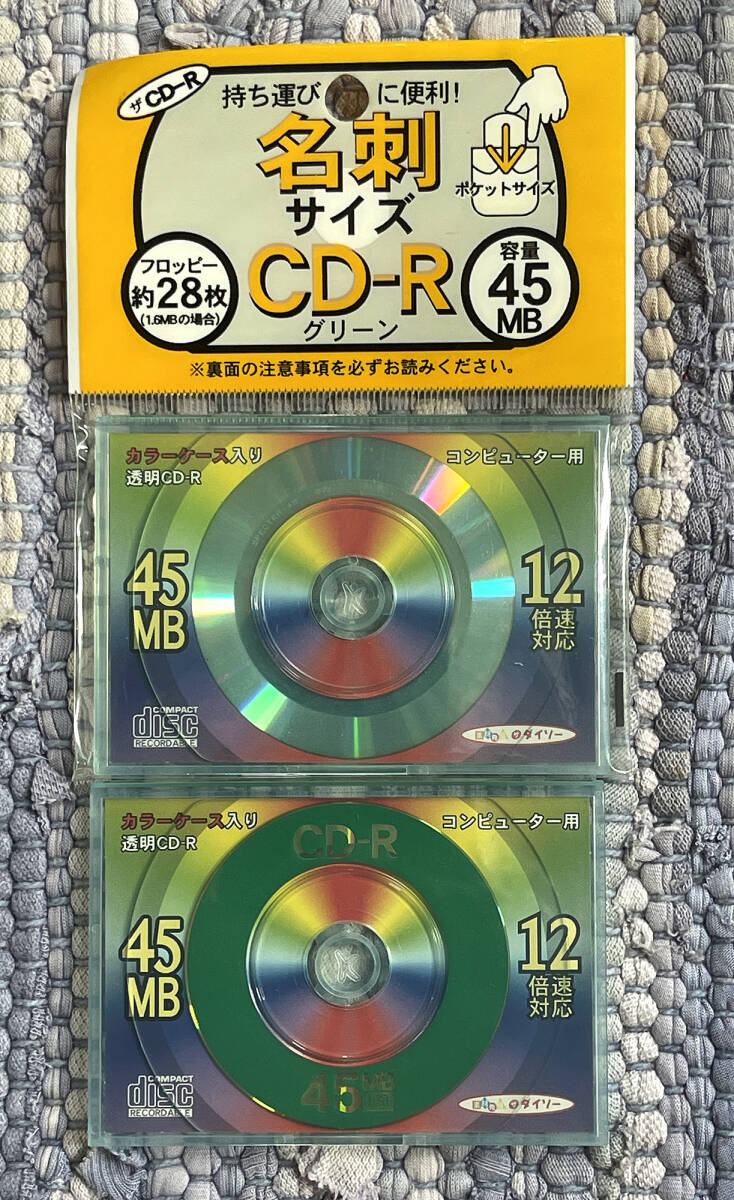 ザ CD-R
持ち運びに便利!
名刺
サイズ
CD-R
グリーン
ポケットサイズ
フロッピー
約28枚
(1.6MBの場合)
容量
45
MB
※裏面の注意事項を必ずお読みください。
カラーケース入り
透明CD-R
コンピューター用
45
MB
12
倍速
対応
COMPACT
disc
RECORDABLE
ダイソー
カラーケース入り
透明CD-R
コンピューター用
CD-R
45
MB
12
倍速
対応
45 MB
COMPACT
disc
RECORDABLE
ダイソー